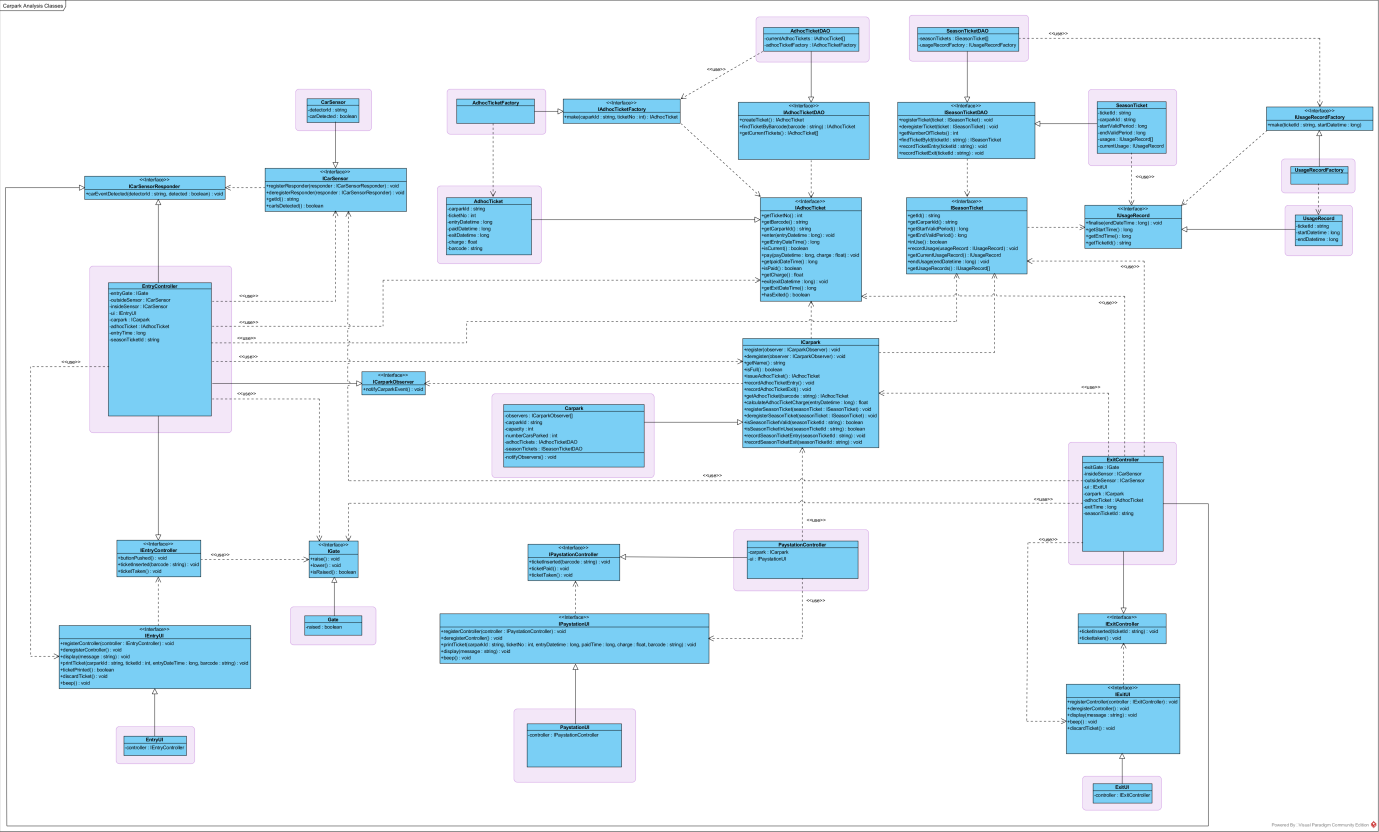 Carpark Analysis Classes
AdhocTicketDAO
-currentAdhocTickets : IAdhocTicket[]
-adhocTicketFactory : IAdhocTicketFactory
SeasonTicketDAO
-seasonTickets : ISeasonTicket[]
-usageRecordFactory : IUsageRecordFactory
<<use>>
<<use>>
CarSensor
-detectorId : string
-carDetected : boolean
AdhocTicketFactory
<<Interface>>
IAdhocTicketFactory
+make(carparkId : string, ticketNo : int) : IAdhocTicket
<<Interface>>
IAdhocTicketDAO
+createTicket() : IAdhocTicket
+findTicketByBarcode(barcode : string) : IAdhocTicket
+getCurrentTickets() : IAdhocTicket[]
<<Interface>>
ISeasonTicketDAO
+registerTicket(ticket : ISeasonTicket) : void
+deregisterTicket(ticket : ISeasonTicket) : void
+getNumberOfTickets() : int
+findTicketById(ticketId : string) : ISeasonTicket
+recordTicketEntry(ticketId : string) : void
+recordTicketExit(ticketId : string) : void
SeasonTicket
-ticketId : string
-carparkId : string
-startValidPeriod : long
-endValidPeriod : long
-usages : IUsageRecord[]
-currentUsage : IUsageRecord
<<Interface>>
IUsageRecordFactory
+make(ticketId : string, startDatetime : long)
<<use>>
UsageRecordFactory
<<Interface>>
ICarSensorResponder
+carEventDetected(detectorId : string, detected : boolean) : void
<<Interface>>
ICarSensor
+registerResponder(responder : ICarSensorResponder) : void
+deregisterResponder(responder : ICarSensorResponder) : void
+getId() : string
+carIsDetected() : boolean
AdhocTicket
-carparkId : string
-ticketNo : int
-entryDatetime : long
-paidDatetime : long
-exitDatetime : long
-charge : float
-barcode : string
<<Interface>>
IAdhocTicket
+getTicketNo() : int
+getBarcode() : string
+getCarparkId() : string
+enter(entryDatetime : long) : void
+getEntryDateTime() : long
+isCurrent() : boolean
+pay(payDatetime : long, charge : float) : void
+getpaidDateTime() : long
+isPaid() : boolean
+getCharge() : float
+exit(exitDatetime : long) : void
+getExitDateTime() : long
+hasExited() : boolean
<<Interface>>
ISeasonTicket
+getId() : string
+getCarparkId() : string
+getStartValidPeriod() : long
+getEndValidPeriod() : long
+inUse() : boolean
+recordUsage(usageRecord : IUsageRecord) : void
+getCurrentUsageRecord() : IUsageRecord
+endUsage(endDatetime : long) : void
+getUsageRecords() : IUsageRecord[]
<<Interface>>
IUsageRecord
+finalise(endDateTime : long) : void
+getStartTime() : long
+getEndTime() : long
+getTicketId() : string
UsageRecord
-ticketId : string
-startDatetime : long
-endDatetime : long
<<use>>
EntryController
-entryGate : IGate
-outsideSensor : ICarSensor
-insideSensor : ICarSensor
-ui : IEntryUI
-carpark : ICarpark
-adhocTicket : IAdhocTicket
-entryTime : long
-seasonTicketId : string
<<use>>
<<use>>
<<use>>
<<use>>
<<use>>
<<use>>
<<use>>
ICarpark
+register(observer : ICarparkObserver) : void
+deregister(observer : ICarparkObserver) : void
+getName() : string
+isFull() : boolean
+issueAdhocTicket() : IAdhocTicket
+recordAdhocTicketEntry() : void
+recordAdhocTicketExit() : void
+getAdhocTicket(barcode : string) : IAdhocTicket
+calculateAdhocTicketCharge(entryDatetime : long) : float
+registerSeasonTicket(seasonTicket : ISeasonTicket) : void
+deregisterSeasonTicket(seasonTicket : ISeasonTicket) : void
+isSeasonTicketValid(seasonTicketId : string) : boolean
+isSeasonTicketInUse(seasonTicketId : string) : boolean
+recordSeasonTicketEntry(seasonTicketId : string) : void
+recordSeasonTicketExit(seasonTicketId : string) : void
<<Interface>>
ICarparkObserver
+notifyCarparkEvent() : void
<<use>>
Carpark
-observers : ICarparkObserver[]
-carparkId : string
-capacity : int
-numberCarsParked : int
-adhocTickets : IAdhocTicketDAO
-seasonTickets : ISeasonTicketDAO
-notifyObservers() : void
ExitController
-exitGate : IGate
-insideSensor : ICarSensor
-outsideSensor : ICarSensor
-ui : IExitUI
-carpark : ICarpark
-adhocTicket : IAdhocTicket
-exitTime : long
-seasonTicketId : string
<<use>>
<<use>>
<<use>>
<<use>>
<<Interface>>
IEntryController
+buttonPushed() : void
+ticketInserted(barcode : string) : void
+ticketTaken() : void
<<use>>
<<Interface>>
IGate
+raise() : void
+lower() : void
+isRaised() : boolean
<<Interface>>
IPaystationController
+ticketInserted(barcode : string) : void
+ticketPaid() : void
+ticketTaken() : void
PaystationController
-carpark : ICarpark
-ui : IPaystationUI
<<use>>
Gate
-raised : boolean
<<Interface>>
IPaystationUI
+registerController(controller : IPaystationController) : void
+deregisterController() : void
+printTicket(carparkId : string, ticketNo : int, entryDatetime : long, paidTime : long, charge : float, barcode : string) : void
+display(message : string) : void
+beep() : void
<<Interface>>
IExitController
+ticketInserted(ticketId : string) : void
+tickettaken() : void
<<Interface>>
IEntryUI
+registerController(controller : IEntryController) : void
+deregisterController() : void
+display(message : string) : void
+printTicket(carparkId : string, ticketId : int, entryDateTime : long, barcode : string) : void
+ticketPrinted() : boolean
+discardTicket() : void
+beep() : void
<<Interface>>
IExitUI
+registerController(controller : IExitController) : void
+deregisterController() : void
+display(message : string) : void
+beep() : void
+discardTicket() : void
PaystationUI
-controller : IPaystationController
EntryUI
-controller : IEntryController
ExitUI
-controller : IExitController
Powered By Visual Paradigm Community Edition